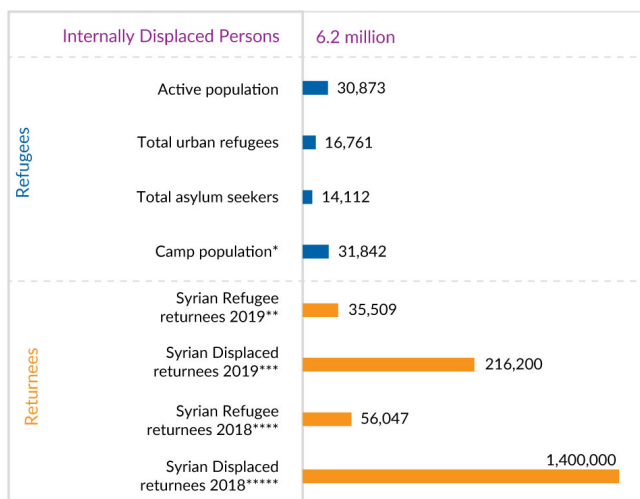 Internally Displaced Persons 6.2 million
Refugees
Active population 30,873
Total urban refugees 16,761
Total asylum seekers 14,112
Camp population* 31,842
Returnees
Syrian Refugee
returnees 2019** 35,509
Syrian Displaced
returnees 2019*** 216,200
Syrian Refugee
returnees 2018**** 56,047
Syrian Displaced
returnees 2018***** 1,400,000